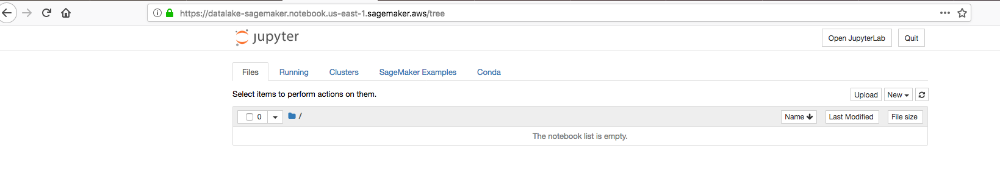 https://datalake-sagemaker.notebook.us-east-1.sagemaker.aws/tree
jupyter
Open JupyterLab Quit
Files Running Clusters SageMaker Examples Conda
Select items to perform actions on them.
Upload New
0 / Name Last Modified File size
The notebook list is empty.